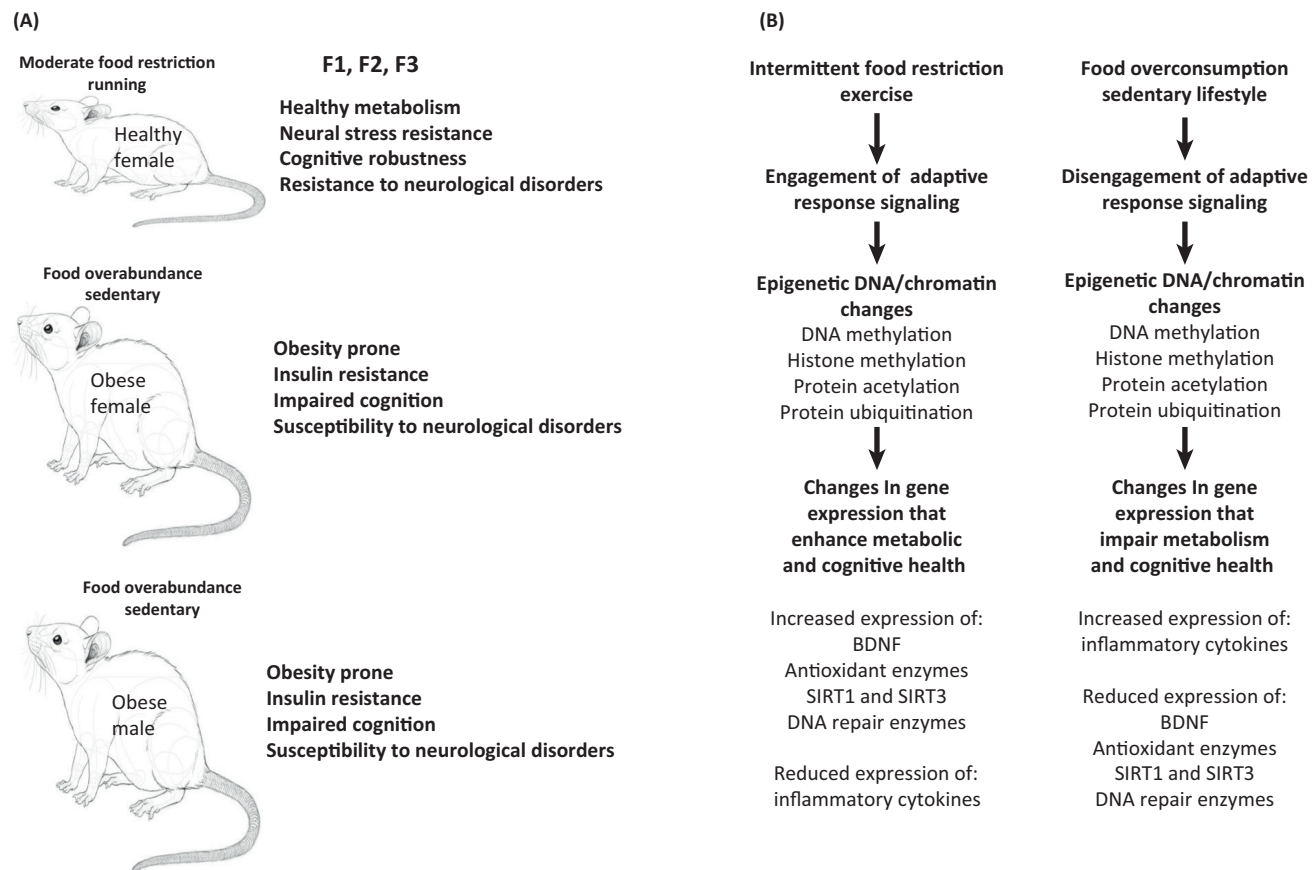 (A)
Moderate food restriction
running
Healthy
female
F1, F2, F3
Healthy metabolism
Neural stress resistance
Cognitive robustness
Resistance to neurological disorders
Food overabundance
sedentary
Obese
female
Obesity prone
Insulin resistance
Impaired cognition
Susceptibility to neurological disorders
Food overabundance
sedentary
Obese
male
Obesity prone
Insulin resistance
Impaired cognition
Susceptibility to neurological disorders
(B)
Intermittent food restriction
exercise
Engagement of adaptive
response signaling
Epigenetic DNA/chromatin
changes
DNA methylation
Histone methylation
Protein acetylation
Protein ubiquitination
Changes In gene
expression that
enhance metabolic
and cognitive health
Increased expression of:
BDNF
Antioxidant enzymes
SIRT1 and SIRT3
DNA repair enzymes
Reduced expression of:
inflammatory cytokines
Food overconsumption
sedentary lifestyle
Disengagement of adaptive
response signaling
Epigenetic DNA/chromatin
changes
DNA methylation
Histone methylation
Protein acetylation
Protein ubiquitination
Changes In gene
expression that
impair metabolism
and cognitive health
Increased expression of:
inflammatory cytokines
Reduced expression of:
BDNF
Antioxidant enzymes
SIRT1 and SIRT3
DNA repair enzymes